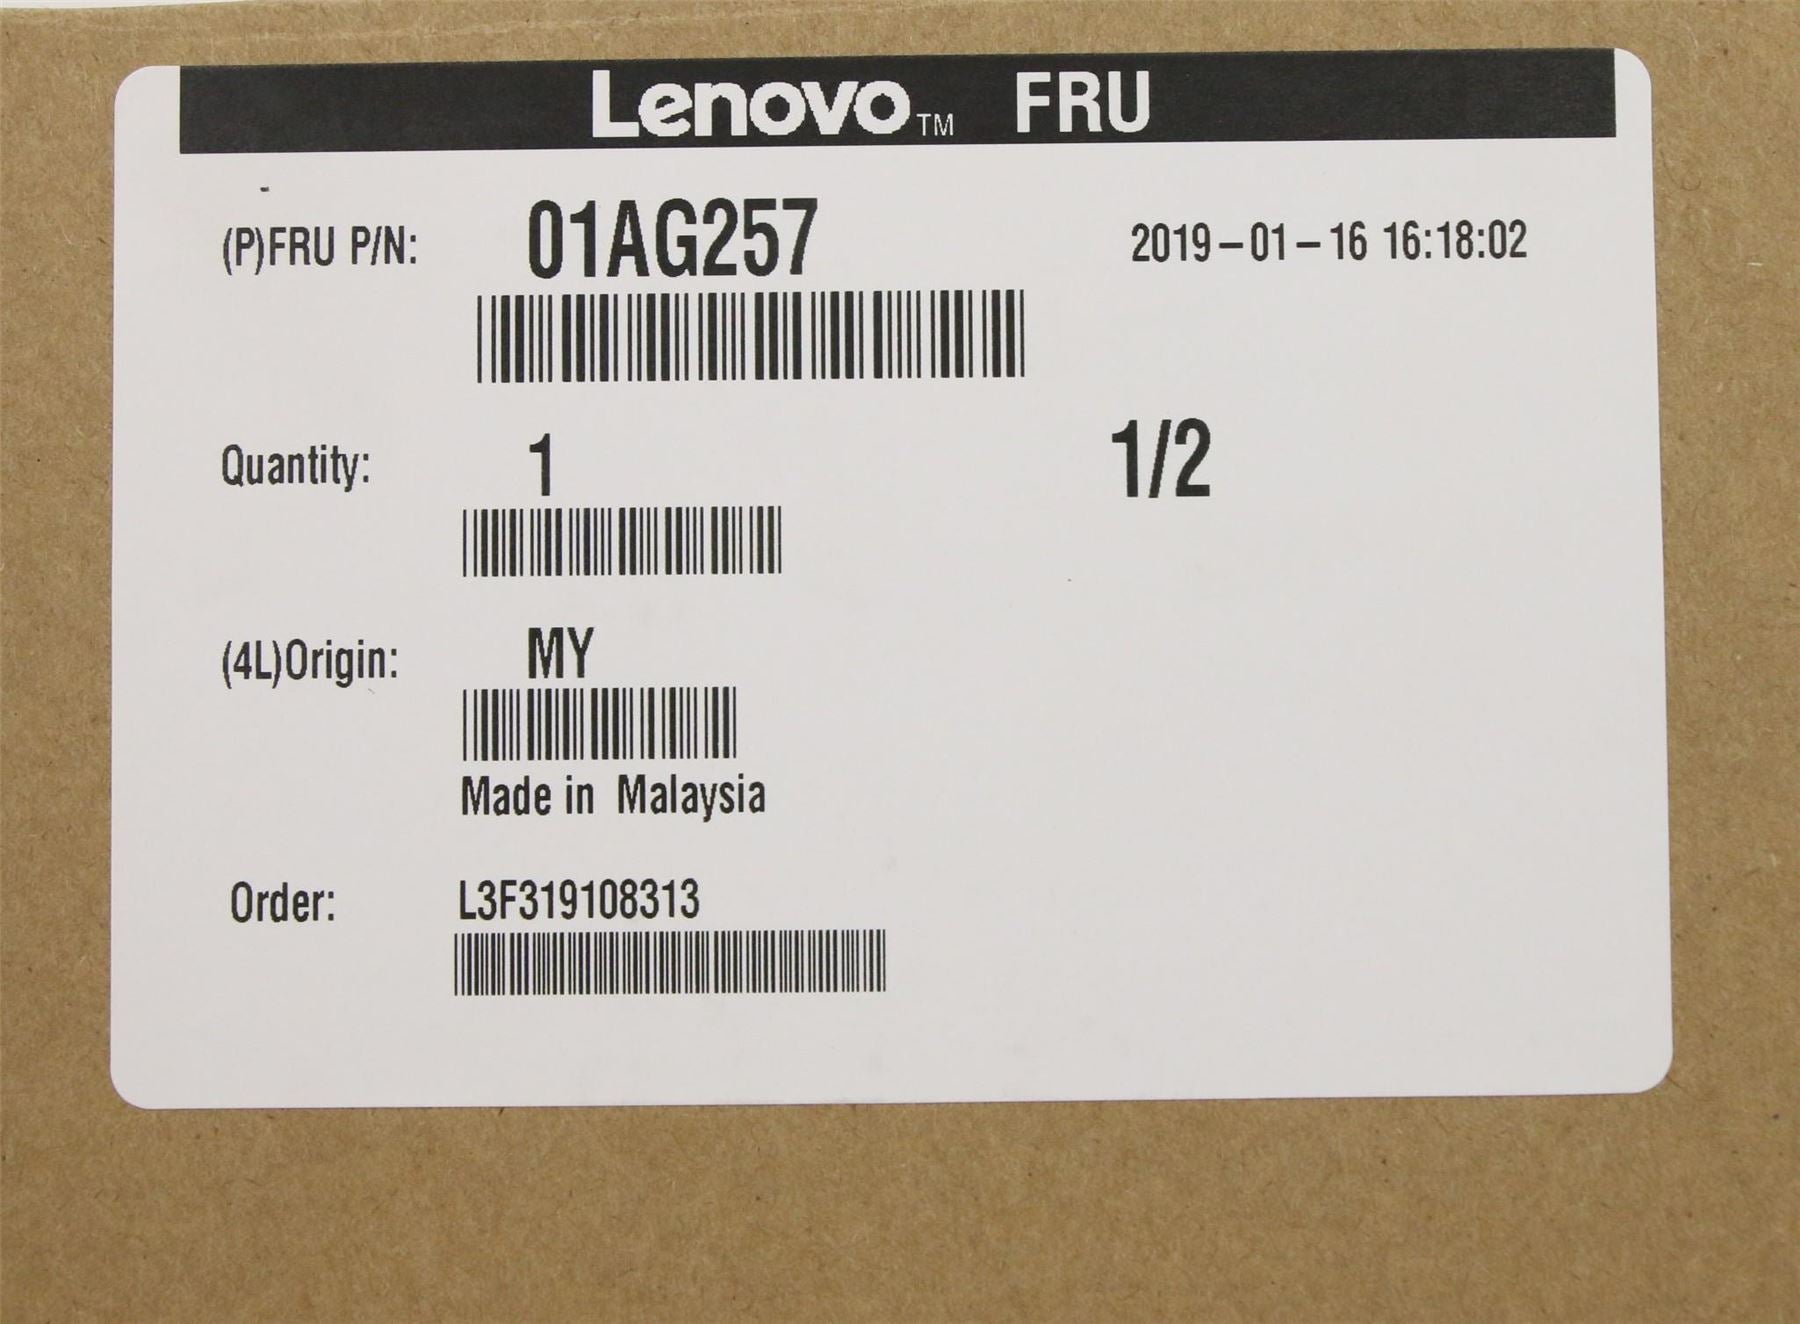 Lenovo™ FRU
(P)FRU P/N: 01AG257 2019-01-16 16:18:02
Quantity: 1 1/2
(4L)Origin: MY
Made in Malaysia
Order: L3F319108313